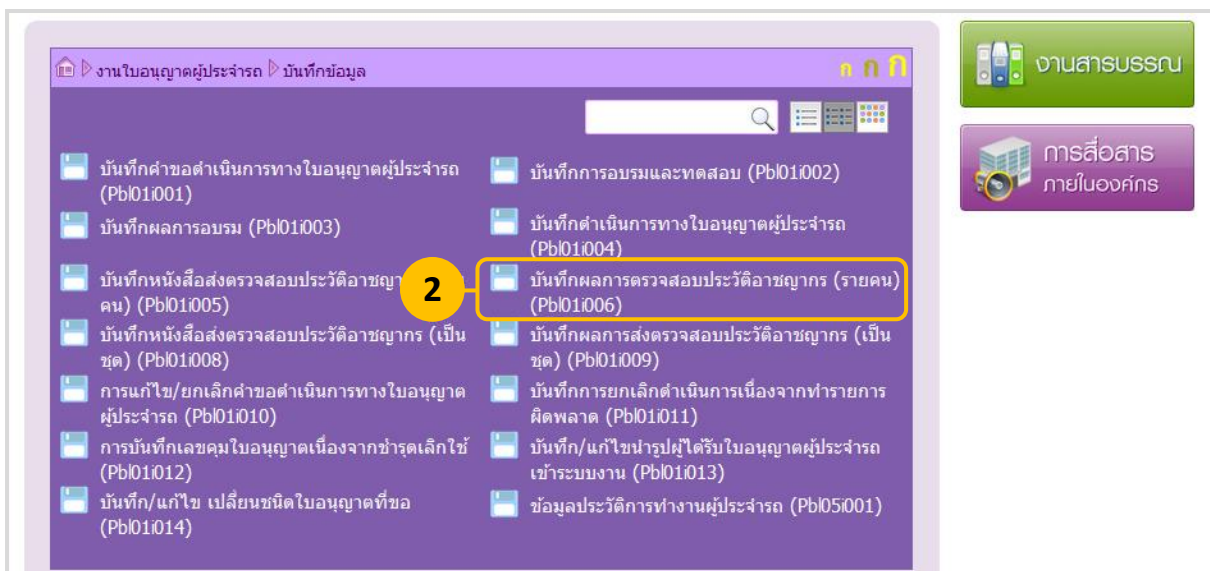 งานใบอนุญาตผู้ประจำรถ บันทึกข้อมูล
ก ก ก
บันทึกคำขอดำเนินการทางใบอนุญาตผู้ประจำรถ
(Pbl01i001)
บันทึกการอบรมและทดสอบ (Pbl01i002)
บันทึกผลการอบรม (Pbl01i003)
บันทึกดำเนินการทางใบอนุญาตผู้ประจำรถ
(Pbl01i004)
บันทึกหนังสือส่งตรวจสอบประวัติอาชญา
คน) (Pbl01i005)
2
บันทึกผลการตรวจสอบประวัติอาชญากร (รายคน)
(Pbl01i006)
บันทึกหนังสือส่งตรวจสอบประวัติอาชญากร (เป็น
ชุด) (Pbl01i008)
บันทึกผลการส่งตรวจสอบประวัติอาชญากร (เป็น
ชุด) (Pbl01i009)
การแก้ไข/ยกเลิกคำขอดำเนินการทางใบอนุญาต
ผู้ประจำรถ (Pbl01i010)
บันทึกการยกเลิกดำเนินการเนื่องจากทำรายการ
ผิดพลาด (Pbl01i011)
การบันทึกเลขคุมใบอนุญาตเนื่องจากชำรุดเลิกใช้
(Pbl01i012)
บันทึก/แก้ไขนำรูปผู้ได้รับใบอนุญาตผู้ประจำรถ
เข้าระบบงาน (Pbl01i013)
บันทึก/แก้ไข เปลี่ยนชนิดใบอนุญาตที่ขอ
(Pbl01i014)
ข้อมูลประวัติการทำงานผู้ประจำรถ (Pbl05i001)
งานสารบรรณ
การสื่อสาร
ภายในองค์กร